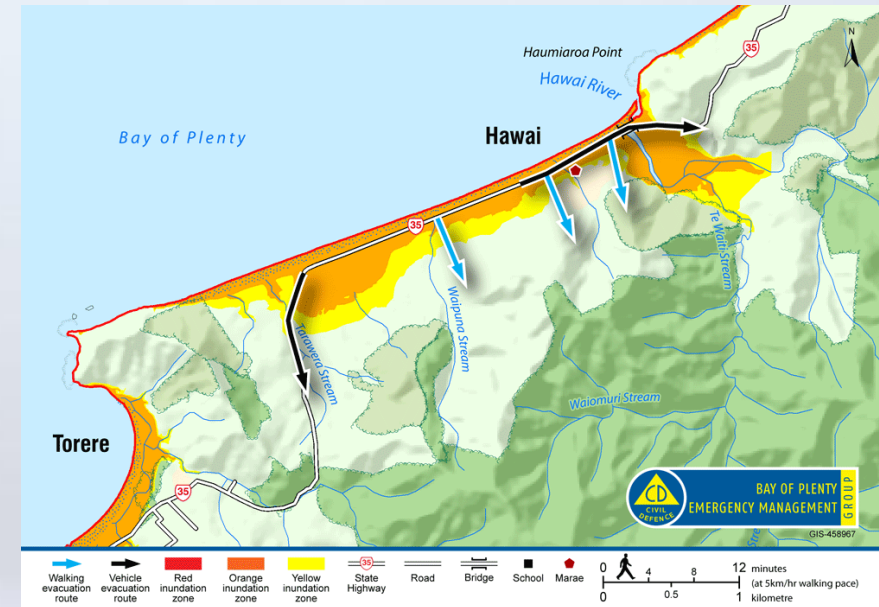 Haumiaroa Point
35
N
Hawai River
Bay of Plenty
Hawai
35
Te Waiti Stream
Waipuna Stream
Tarawera Stream
Waiomuri Stream
Torere
35
CD
CIVIL
DEFENCE
BAY OF PLENTY
EMERGENCY MANAGEMENT
GROUP
GIS-458967
Walking
evacuation
route
Vehicle
evacuation
route
Red
inundation
zone
Orange
inundation
zone
Yellow
inundation
zone
35
State
Highway
Road
Bridge
School
Marae
0 4 8 12 minutes
(at 5km/hr walking pace)
0 0.5 1 kilometre